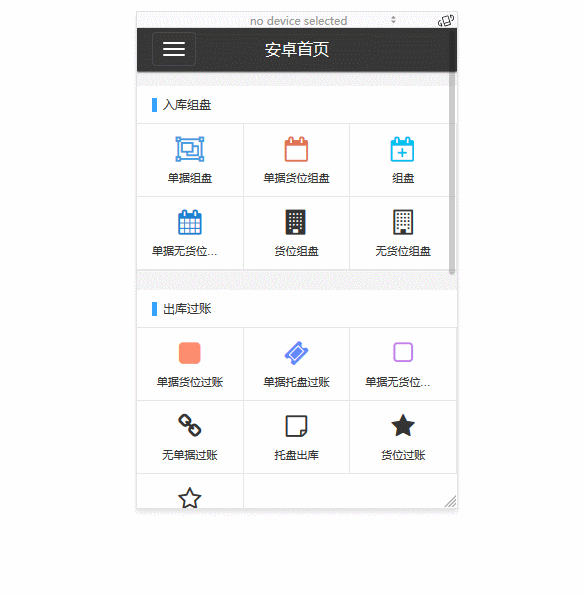 no device selected
安卓首页
入库组盘
单据组盘
单据货位组盘
组盘
单据无货位...
货位组盘
无货位组盘
出库过账
单据货位过账
单据托盘过账
单据无货位...
无单据过账
托盘出库
货位过账